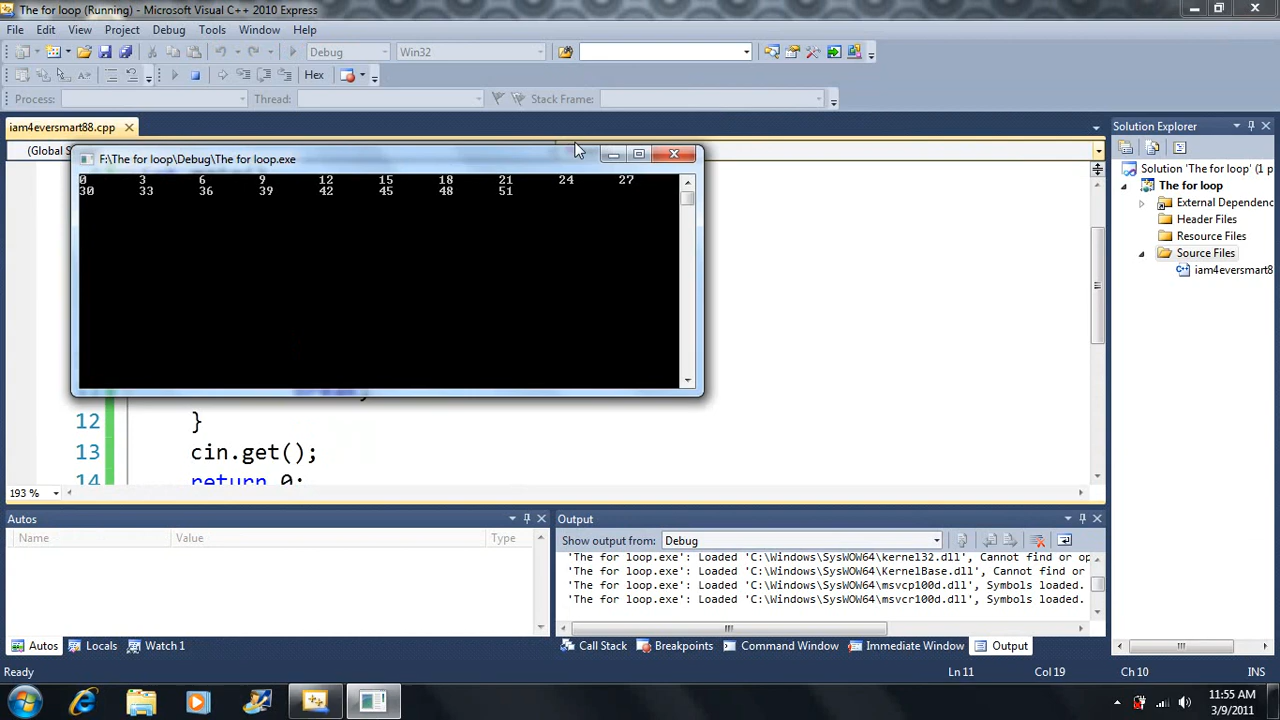 The for loop (Running) - Microsoft Visual C++ 2010 Express
File Edit View Project Debug Tools Window Help
Debug Win32
Hex
Process: Thread: Stack Frame:
iam4eversmart88.cpp
(Global S
F:\The for loop\Debug\The for loop.exe
0 3 6 9 12 15 18 21 24 27
30 33 36 39 42 45 48 51
12 }
13 cin.get();
14 return 0;
193 %
Solution Explorer
Solution 'The for loop' (1 p
The for loop
External Dependenc
Header Files
Resource Files
Source Files
iam4eversmart8
Autos
Name Value Type
Autos Locals Watch 1
Output
Show output from: Debug
'The for loop.exe': Loaded 'C:\Windows\SysWOW64\kernel32.dll', Cannot find or op
'The for loop.exe': Loaded 'C:\Windows\SysWOW64\KernelBase.dll', Cannot find or
'The for loop.exe': Loaded 'C:\Windows\SysWOW64\msvcp100d.dll', Symbols loaded.
'The for loop.exe': Loaded 'C:\Windows\SysWOW64\msvcr100d.dll', Symbols loaded.
Call Stack Breakpoints Command Window Immediate Window Output
Ready Ln 11 Col 19 Ch 10 INS
11:55 AM
3/9/2011